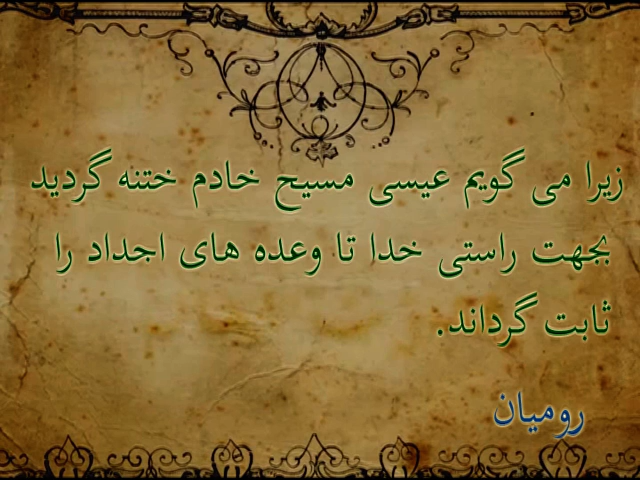 زیرا می گویم عیسی مسیح خادم ختنه گردید
بجهت راستی خدا تا وعده های اجداد را
ثابت گرداند.
رومیان